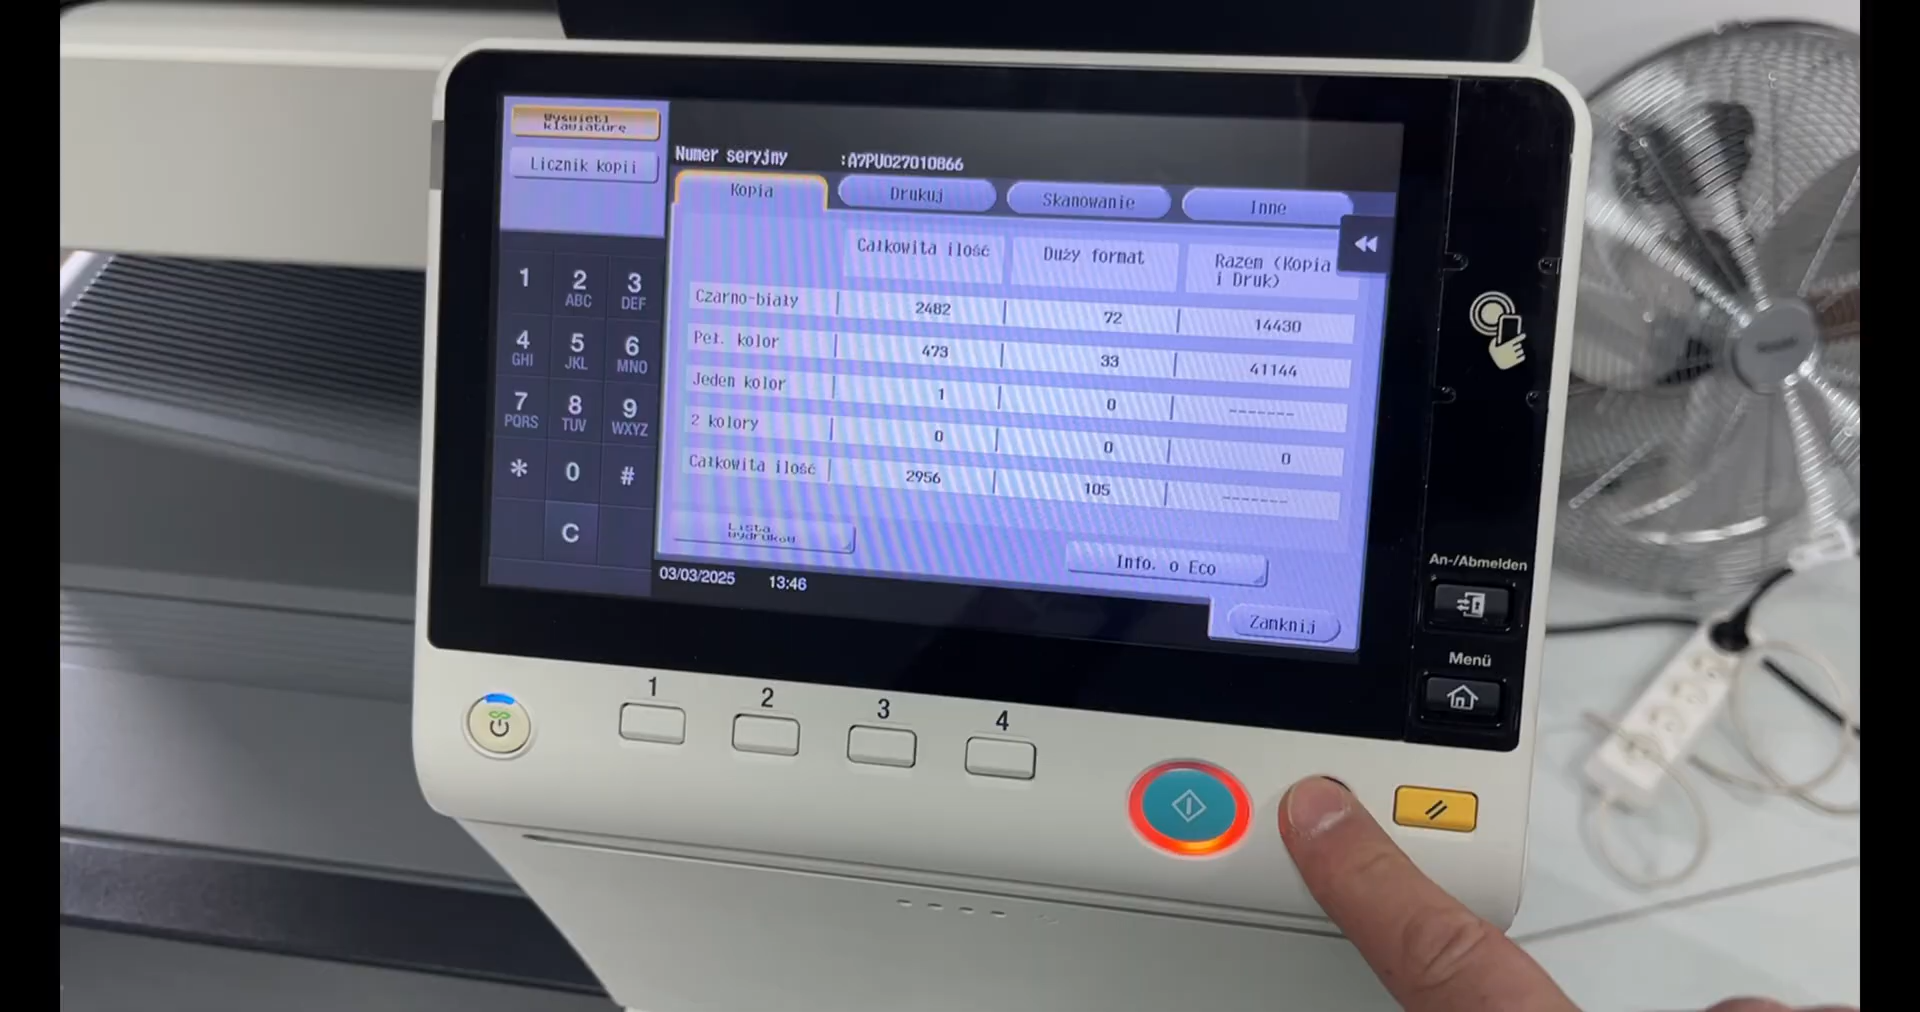 Wyświetl
klawiaturę
Licznik kopii
Numer seryjny :A7PU027010866
Kopia Drukuj Skanowanie Inne
Całkowita ilość Duży format Razem (Kopia
i Druk)
Czarno-biały 2482 72 14430
Peł. kolor 473 33 41144
Jeden kolor 1 0 -------
2 kolory 0 0 0
Całkowita ilość 2956 105 -------
Lista
wydruków
Info. o Eco
03/03/2025 13:46
Zamknij
1 2 ABC 3 DEF
4 GHI 5 JKL 6 MNO
7 PQRS 8 TUV 9 WXYZ
* 0 #
C
An-/Abmelden
Menü
1 2 3 4